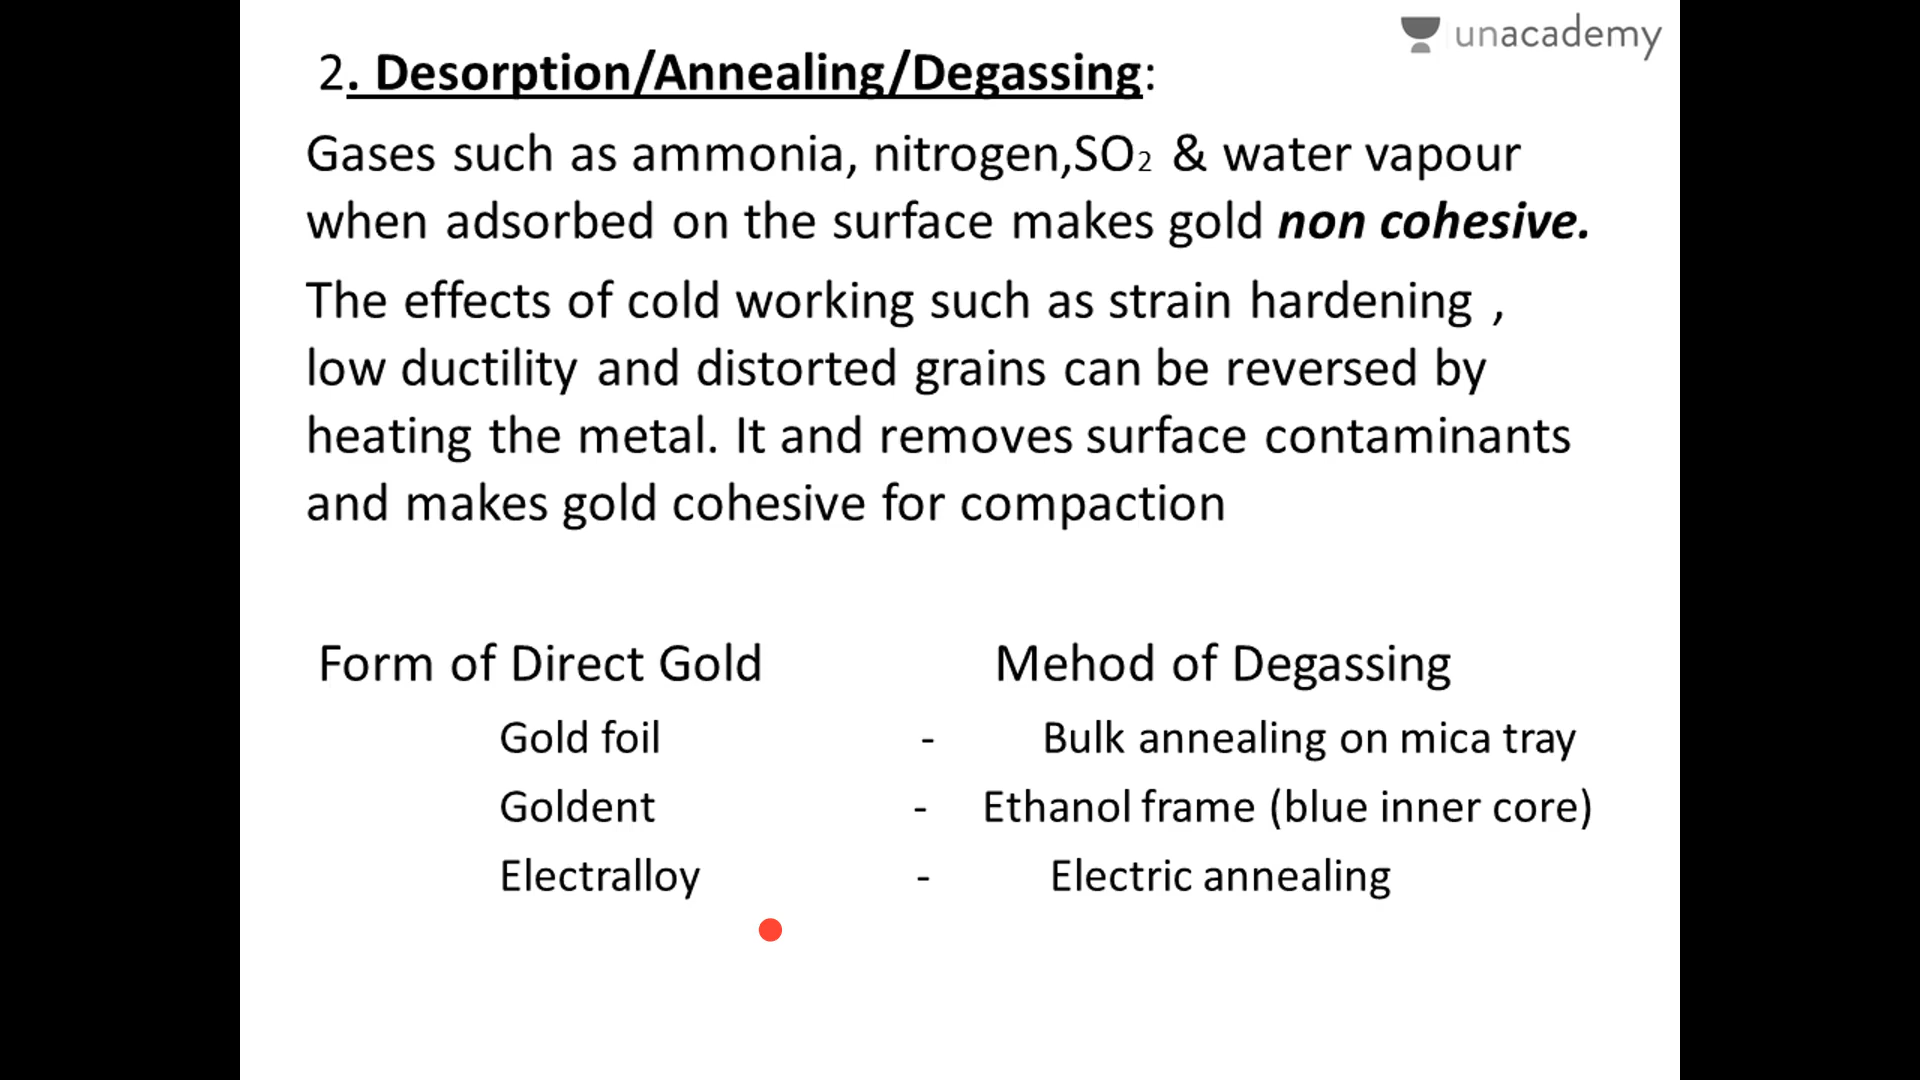 unacademy
2. Desorption/Annealing/Degassing:
Gases such as ammonia, nitrogen,SO₂ & water vapour
when adsorbed on the surface makes gold non cohesive.
The effects of cold working such as strain hardening ,
low ductility and distorted grains can be reversed by
heating the metal. It and removes surface contaminants
and makes gold cohesive for compaction
Form of Direct Gold Mehod of Degassing
Gold foil - Bulk annealing on mica tray
Goldent - Ethanol frame (blue inner core)
Electralloy - Electric annealing